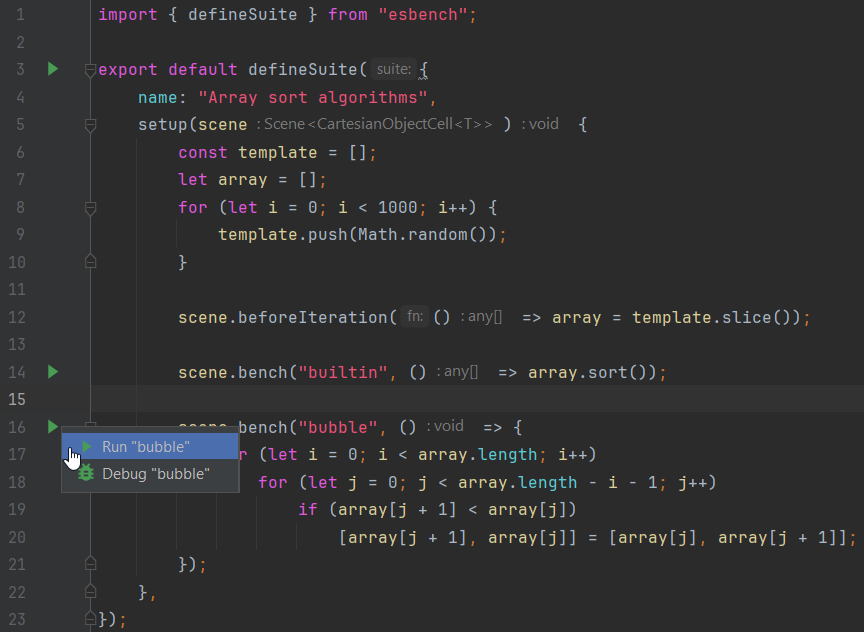 1 import { defineSuite } from "esbench";
2
3 export default defineSuite( suite: {
4 name: "Array sort algorithms",
5 setup(scene : Scene<CartesianObjectCell<T>> ) : void {
6 const template = [];
7 let array = [];
8 for (let i = 0; i < 1000; i++) {
9 template.push(Math.random());
10 }
11
12 scene.beforeIteration( fn: () : any[] => array = template.slice());
13
14 scene.bench("builtin", () : any[] => array.sort());
15
16 scene.bench("bubble", () : void => {
Run "bubble"
17 r (let i = 0; i < array.length; i++)
Debug "bubble"
18 for (let j = 0; j < array.length - i - 1; j++)
19 if (array[j + 1] < array[j])
20 [array[j + 1], array[j]] = [array[j], array[j + 1]];
21 });
22 },
23 });